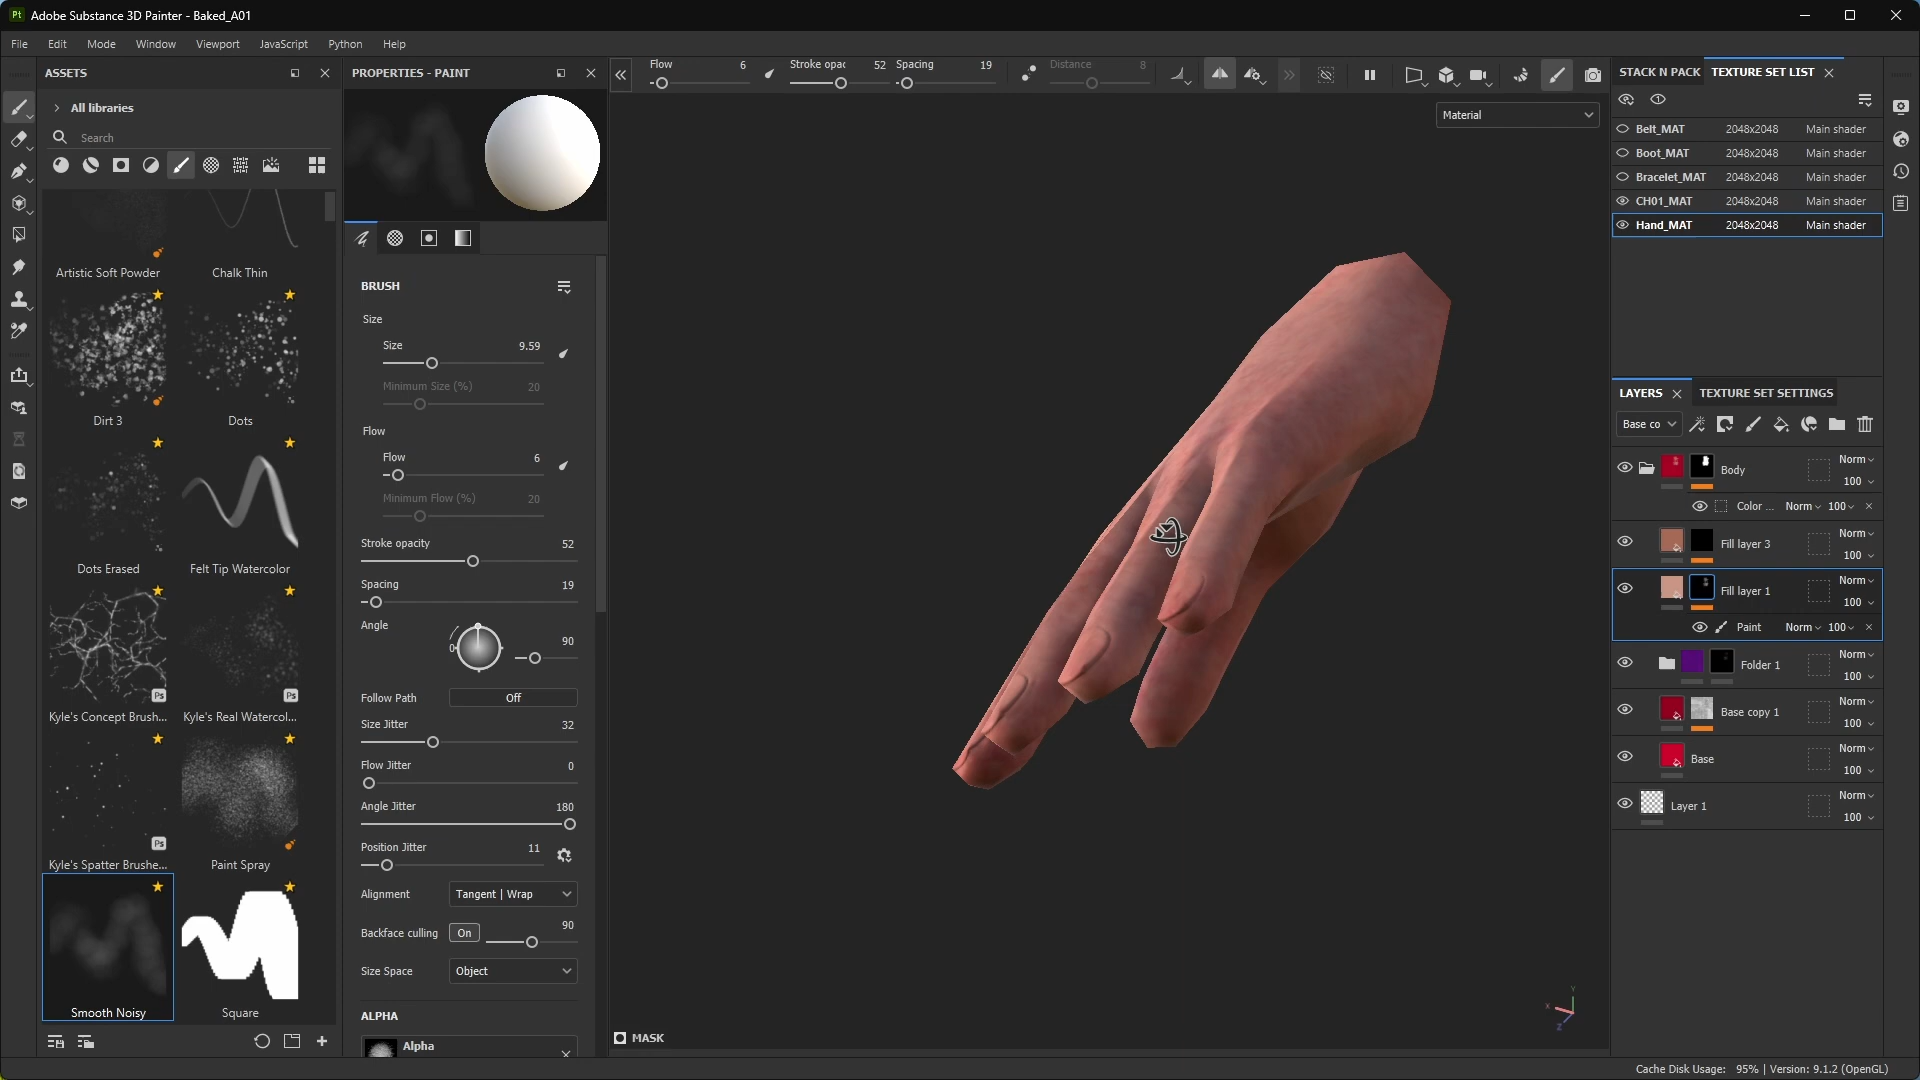 Pt Adobe Substance 3D Painter - Baked_A01
File Edit Mode Window Viewport JavaScript Python Help
ASSETS
All libraries
Search
Artistic Soft Powder Chalk Thin
Dirt 3 Dots
Dots Erased Felt Tip Watercolor
Ps Ps
Kyle's Concept Brush... Kyle's Real Watercol...
Ps
Kyle's Spatter Brushe... Paint Spray
Smooth Noisy Square
PROPERTIES - PAINT
BRUSH
Size
Size 9.59
Minimum Size (%) 20
Flow
Flow 6
Minimum Flow (%) 20
Stroke opacity 52
Spacing 19
Angle
0 90
Follow Path Off
Size Jitter 32
Flow Jitter 0
Angle Jitter 180
Position Jitter 11
Alignment Tangent | Wrap
Backface culling On 90
Size Space Object
ALPHA
Alpha
Flow 6 Stroke opac 52 Spacing 19 Distance 8
Material
Y
X
Z
MASK
STACK N PACK TEXTURE SET LIST
1
Belt_MAT 2048x2048 Main shader
Boot_MAT 2048x2048 Main shader
Bracelet_MAT 2048x2048 Main shader
CH01_MAT 2048x2048 Main shader
Hand_MAT 2048x2048 Main shader
LAYERS TEXTURE SET SETTINGS
Base co
Body Norm 100
Color ... Norm 100
Fill layer 3 Norm 100
Fill layer 1 Norm 100
Paint Norm 100
Folder 1 Norm 100
Base copy 1 Norm 100
Base Norm 100
Layer 1 Norm 100
Cache Disk Usage: 95% | Version: 9.1.2 (OpenGL)